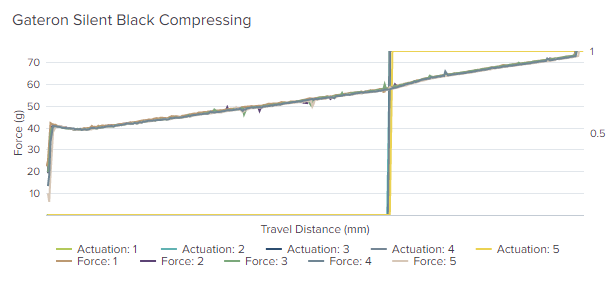 Gateron Silent Black Compressing
70
60
50
40
30
20
10
Force (g)
1
0.5
Travel Distance (mm)
Actuation: 1 Actuation: 2 Actuation: 3 Actuation: 4 Actuation: 5
Force: 1 Force: 2 Force: 3 Force: 4 Force: 5